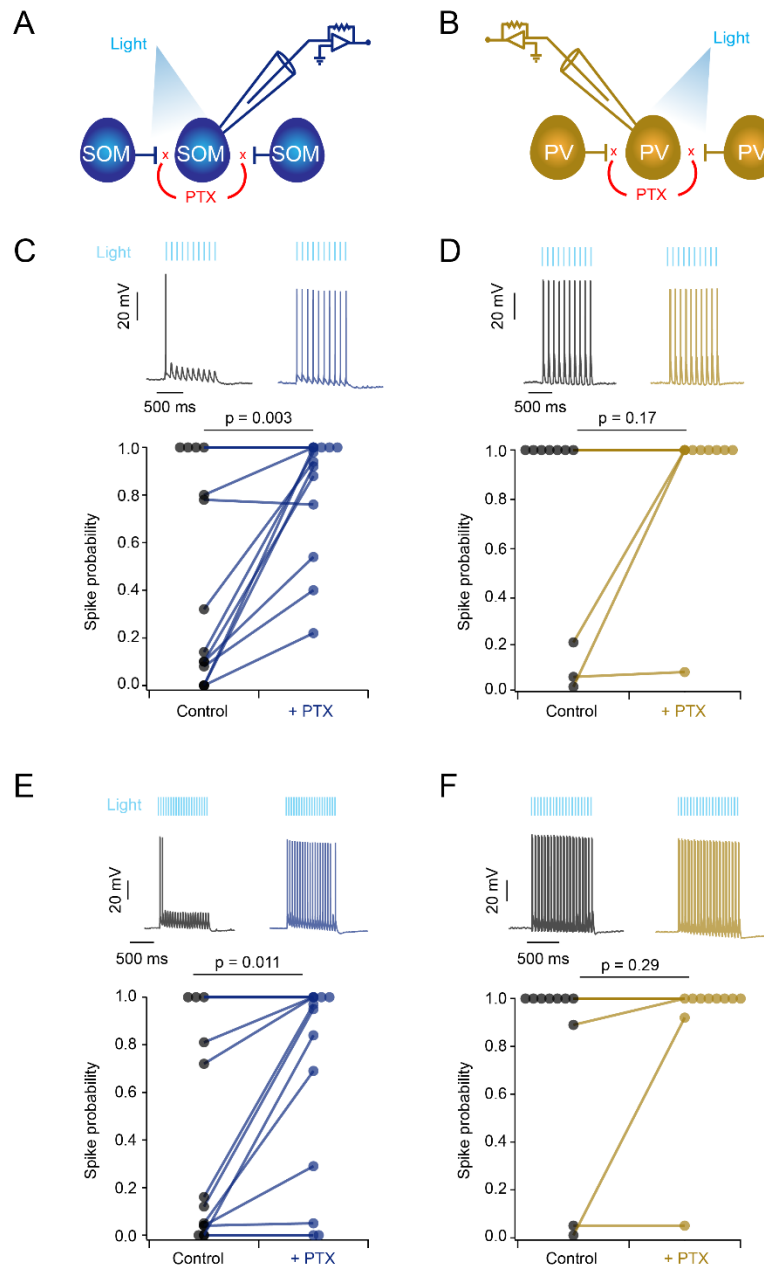 A
Light
SOM
x
SOM
x
SOM
PTX
B
Light
PV
x
PV
x
PV
PTX
C
Light
20 mV
500 ms
p = 0.003
Spike probability
1.0
0.8
0.6
0.4
0.2
0.0
Control
+ PTX
D
20 mV
500 ms
p = 0.17
Spike probability
1.0
0.8
0.6
0.4
0.2
0.0
Control
+ PTX
E
Light
20 mV
500 ms
p = 0.011
Spike probability
1.0
0.8
0.6
0.4
0.2
0.0
Control
+ PTX
F
20 mV
500 ms
p = 0.29
Spike probability
1.0
0.8
0.6
0.4
0.2
0.0
Control
+ PTX